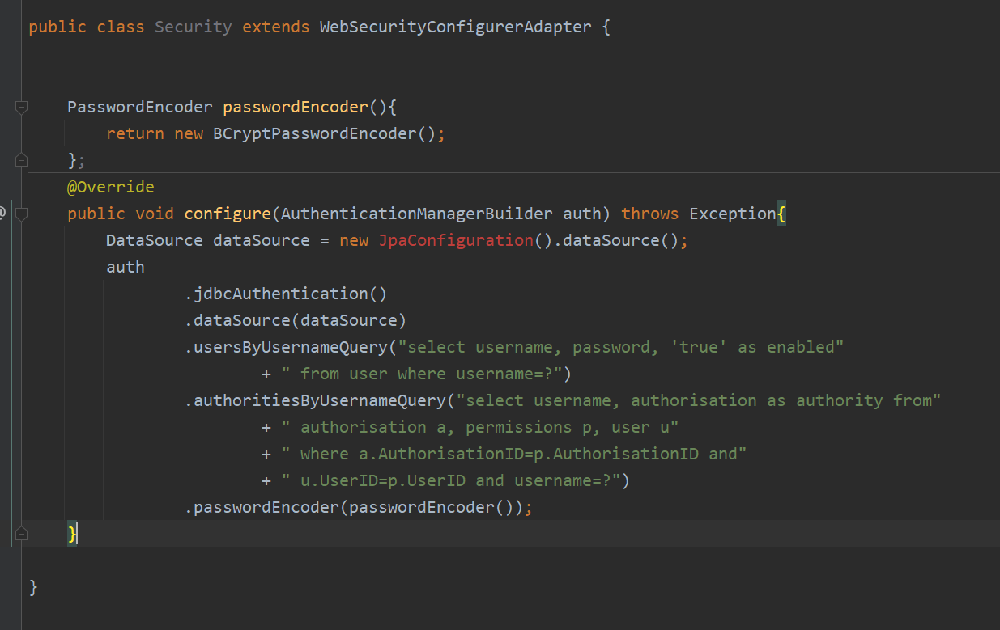 public class Security extends WebSecurityConfigurerAdapter {
PasswordEncoder passwordEncoder(){
return new BCryptPasswordEncoder();
};
@Override
public void configure(AuthenticationManagerBuilder auth) throws Exception{
DataSource dataSource = new JpaConfiguration().dataSource();
auth
.jdbcAuthentication()
.dataSource(dataSource)
.usersByUsernameQuery("select username, password, 'true' as enabled"
+ " from user where username=?")
.authoritiesByUsernameQuery("select username, authorisation as authority from"
+ " authorisation a, permissions p, user u"
+ " where a.AuthorisationID=p.AuthorisationID and"
+ " u.UserID=p.UserID and username=?")
.passwordEncoder(passwordEncoder());
}
}